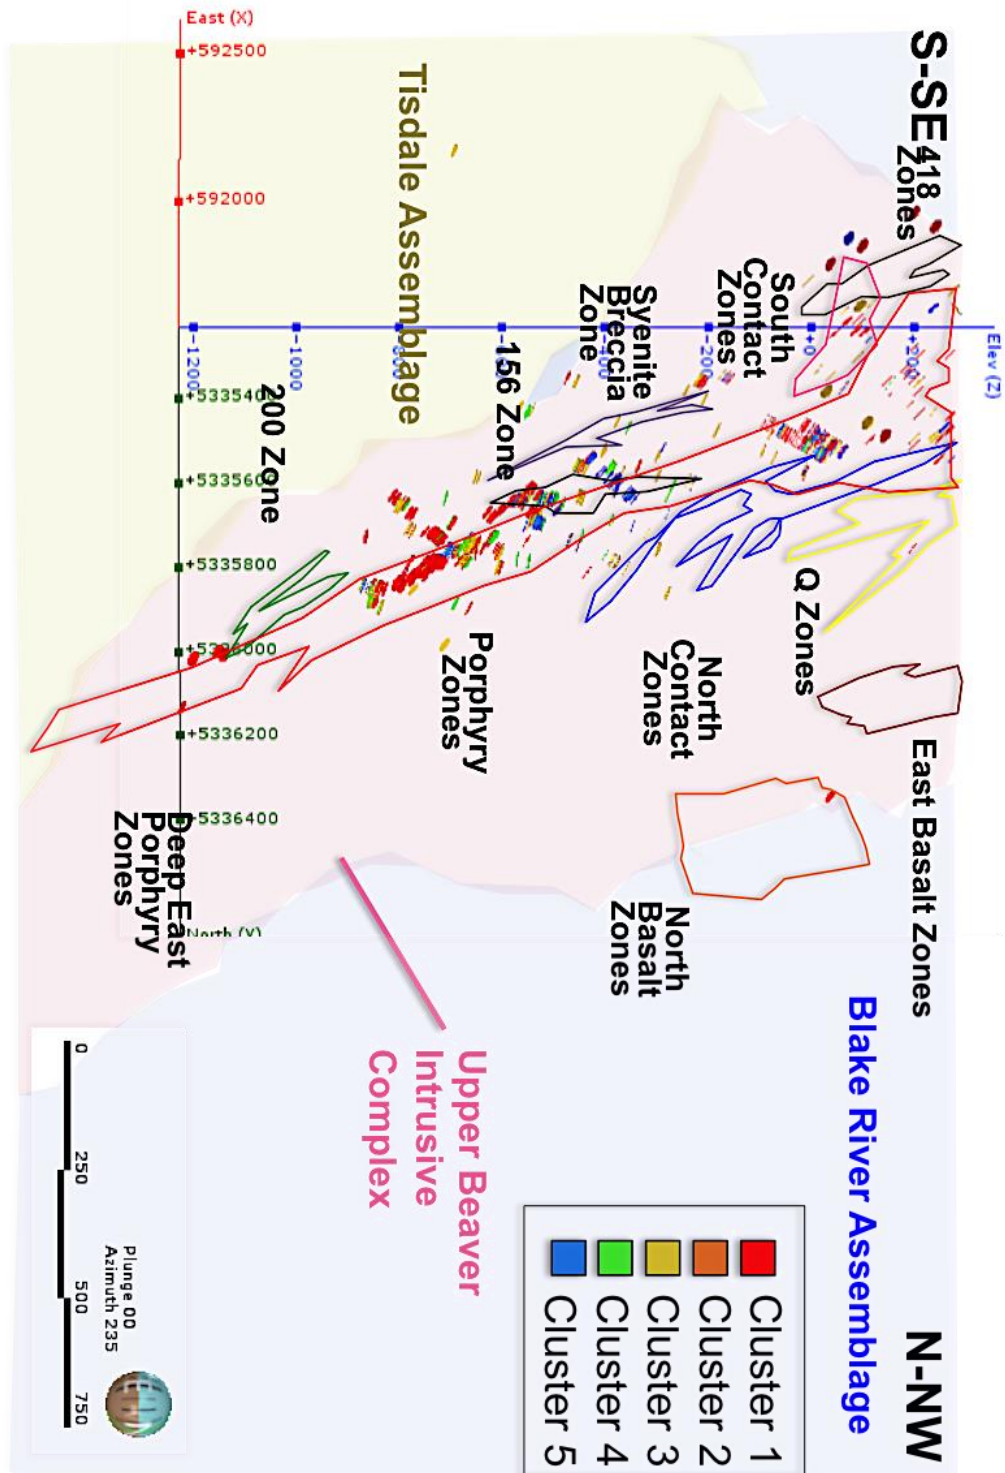 S-SE
N-NW
418
Zones
East Basalt Zones
Blake River Assemblage
Elev (Z)
+200
+0
-200
-1000
-1200
South
Contact
Zones
Q Zones
Syenite
Breccia
Zone
North
Contact
Zones
North
Basalt
Zones
156 Zone
Porphyry
Zones
Tisdale Assemblage
Upper Beaver
Intrusive
Complex
200 Zone
Deep East
Porphyry
Zones
East (X)
+592500
+592000
+5335400
+5335600
+5335800
+5336000
+5336200
+5336400
North (Y)
Cluster 1
Cluster 2
Cluster 3
Cluster 4
Cluster 5
Plunge 00
Azimuth 235
0
250
500
750